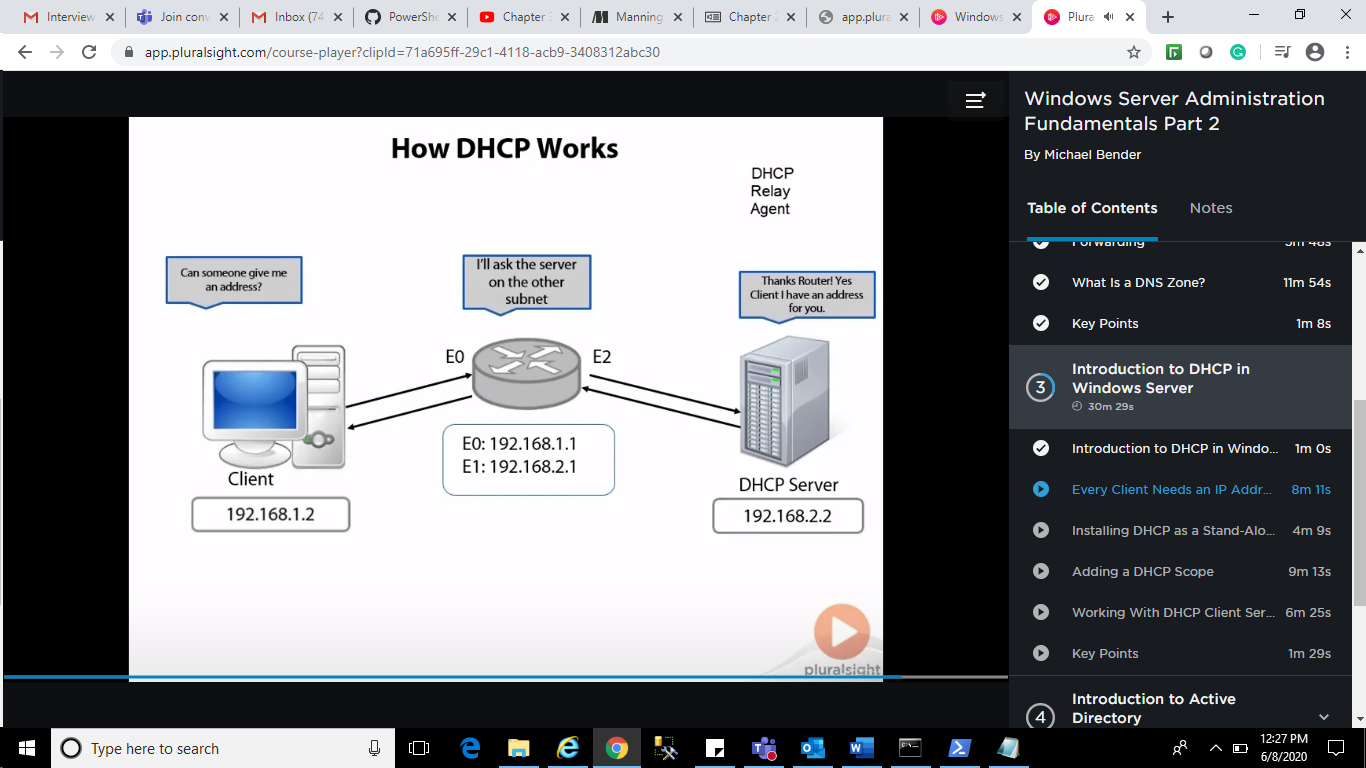 Interview
Join conv
Inbox (74
PowerShe
Chapter
Manning
Chapter
app.plura
Windows
Plura
app.pluralsight.com/course-player?clipId=71a695ff-29c1-4118-acb9-3408312abc30
How DHCP Works
DHCP
Relay
Agent
Can someone give me
an address?
I'll ask the server
on the other
subnet
Thanks Router! Yes
Client I have an address
for you.
E0
E2
E0: 192.168.1.1
E1: 192.168.2.1
Client
192.168.1.2
DHCP Server
192.168.2.2
pluralsight
Windows Server Administration
Fundamentals Part 2
By Michael Bender
Table of Contents
Notes
Forwarding 5m 48s
What Is a DNS Zone? 11m 54s
Key Points 1m 8s
3
Introduction to DHCP in
Windows Server
30m 29s
Introduction to DHCP in Windo... 1m 0s
Every Client Needs an IP Addr... 8m 11s
Installing DHCP as a Stand-Alo... 4m 9s
Adding a DHCP Scope 9m 13s
Working With DHCP Client Ser... 6m 25s
Key Points 1m 29s
4
Introduction to Active
Directory
Type here to search
12:27 PM
6/8/2020